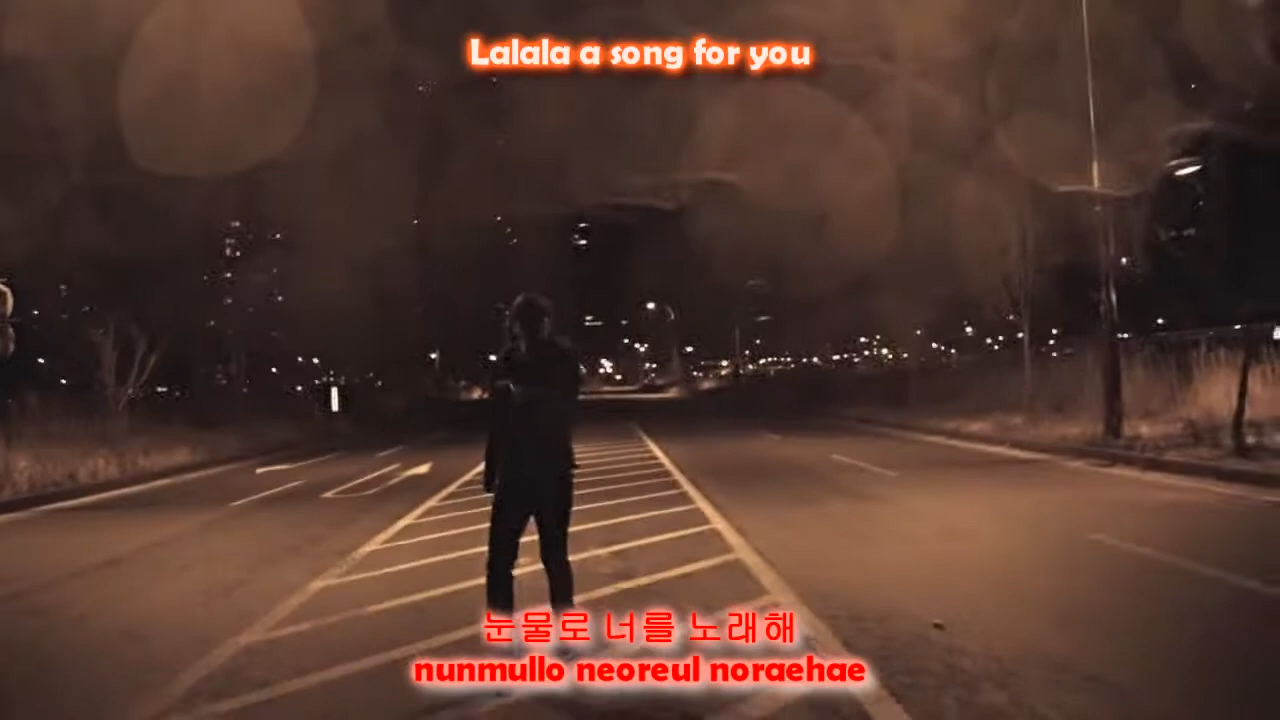 Lalala a song for you
눈물로 너를 노래해
nunmullo neoreul noraehae